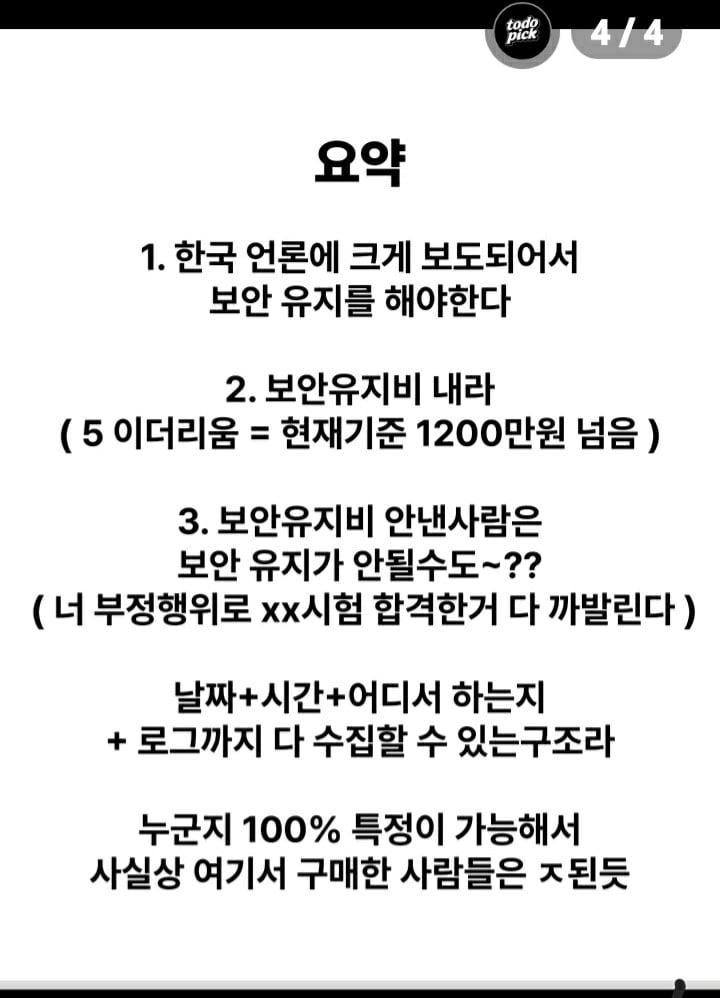 todo
pick
4 / 4
요약
1. 한국 언론에 크게 보도되어서
보안 유지를 해야한다
2. 보안유지비 내라
( 5 이더리움 = 현재기준 1200만원 넘음 )
3. 보안유지비 안낸사람은
보안 유지가 안될수도~??
( 너 부정행위로 xx시험 합격한거 다 까발린다 )
날짜+시간+어디서 하는지
+ 로그까지 다 수집할 수 있는구조라
누군지 100% 특정이 가능해서
사실상 여기서 구매한 사람들은 ㅈ된듯